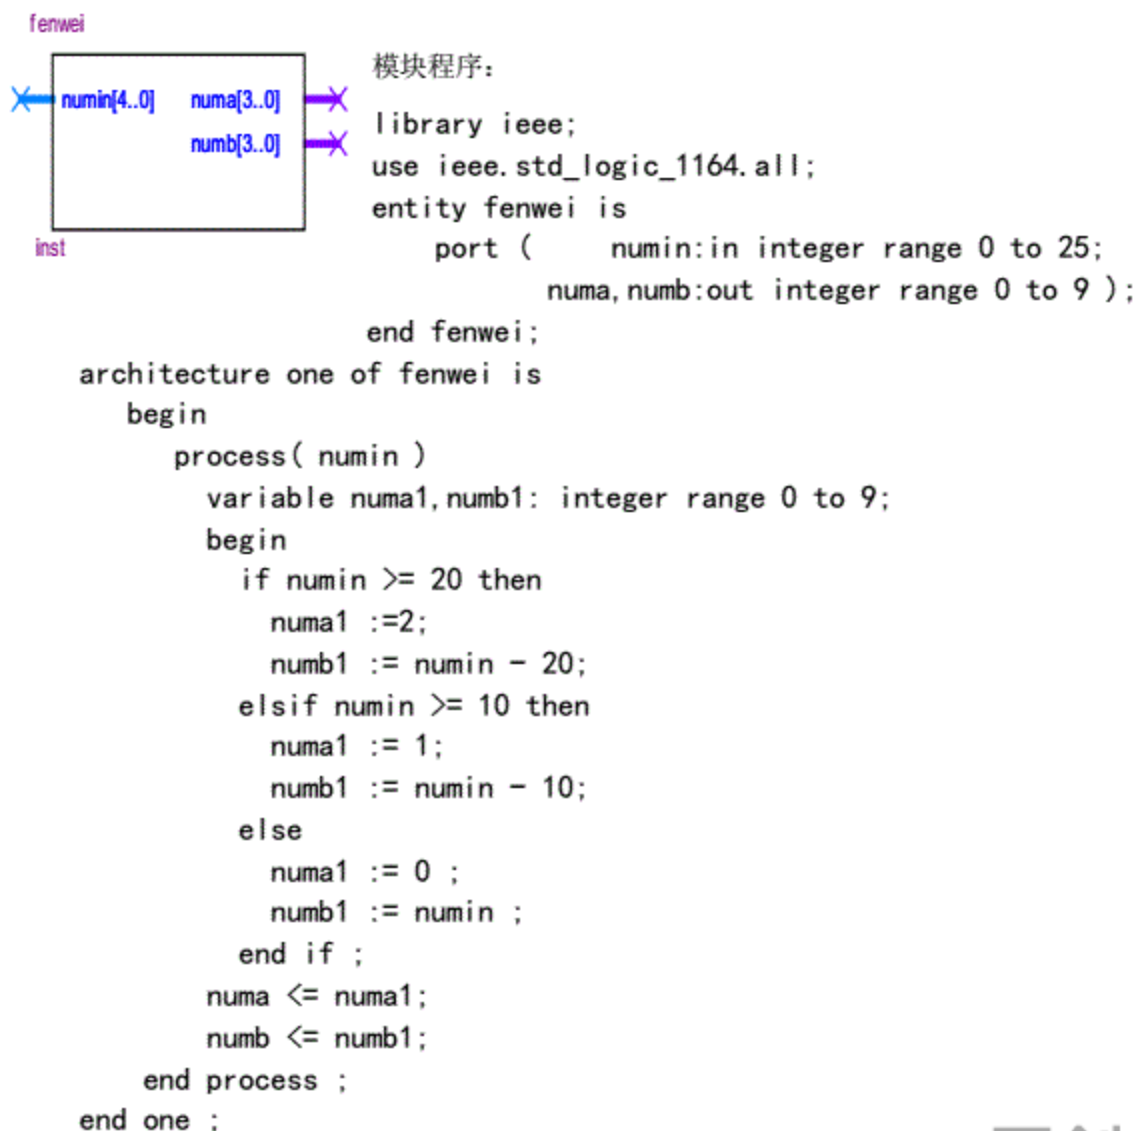 fenwei
numin[4..0] numa[3..0]
numb[3..0]
inst
模块程序:
library ieee;
use ieee.std_logic_1164.all;
entity fenwei is
port ( numin:in integer range 0 to 25;
numa,numb:out integer range 0 to 9 );
end fenwei;
architecture one of fenwei is
begin
process( numin )
variable numa1,numb1: integer range 0 to 9;
begin
if numin >= 20 then
numa1 :=2;
numb1 := numin - 20;
elsif numin >= 10 then
numa1 := 1;
numb1 := numin - 10;
else
numa1 := 0 ;
numb1 := numin ;
end if ;
numa <= numa1;
numb <= numb1;
end process ;
end one ;